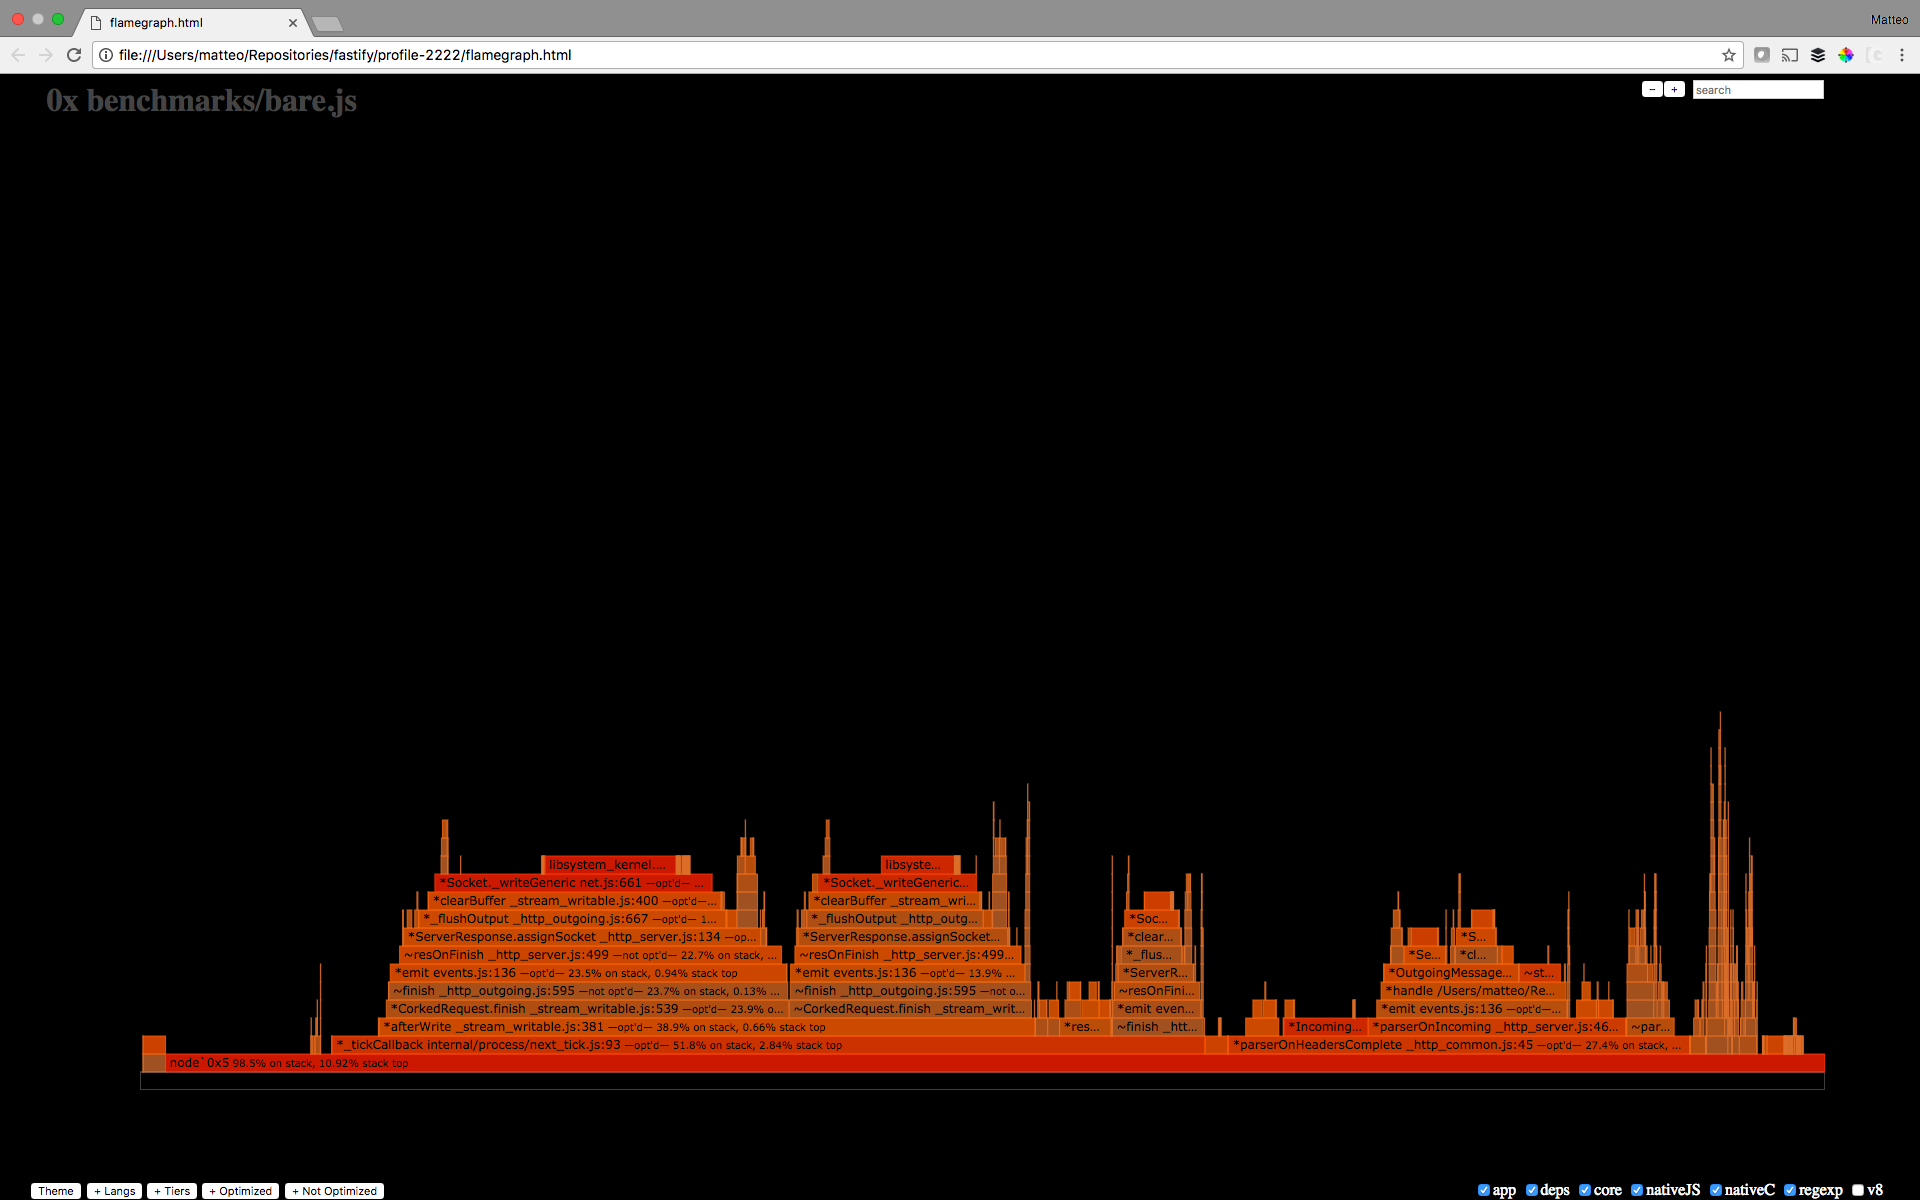 flamegraph.html
Matteo
file:///Users/matteo/Repositories/fastify/profile-2222/flamegraph.html
0x benchmarks/bare.js
− + search
libsystem_kernel.... libsyste...
*Socket._writeGeneric net.js:661 —opt'd— ... *Socket._writeGeneric...
*clearBuffer _stream_writable.js:400 —opt'd—... *clearBuffer _stream_wri...
*_flushOutput _http_outgoing.js:667 —opt'd— 1... *_flushOutput _http_outg... *Soc...
*ServerResponse.assignSocket _http_server.js:134 —op... *ServerResponse.assignSocket... *clear... *S...
~resOnFinish _http_server.js:499 —not opt'd— 22.7% on stack, ... ~resOnFinish _http_server.js:499... *_flus... *Se... *cl...
*emit events.js:136 —opt'd— 23.5% on stack, 0.94% stack top *emit events.js:136 —opt'd— 13.9% ... *ServerR... *OutgoingMessage... ~st...
~finish _http_outgoing.js:595 —not opt'd— 23.7% on stack, 0.13% ... ~finish _http_outgoing.js:595 —not o... ~resOnFini... *handle /Users/matteo/Re...
*CorkedRequest.finish _stream_writable.js:539 —opt'd— 23.9% o... ~CorkedRequest.finish _stream_writ... *emit even... *emit events.js:136 —opt'd—...
*afterWrite _stream_writable.js:381 —opt'd— 38.9% on stack, 0.66% stack top *res... ~finish _htt... *Incoming... *parserOnIncoming _http_server.js:46... ~par...
*_tickCallback internal/process/next_tick.js:93 —opt'd— 51.8% on stack, 2.84% stack top *parserOnHeadersComplete _http_common.js:45 —opt'd— 27.4% on stack, ...
node`0x5 98.5% on stack, 10.92% stack top
Theme + Langs + Tiers + Optimized + Not Optimized app deps core nativeJS nativeC regexp v8